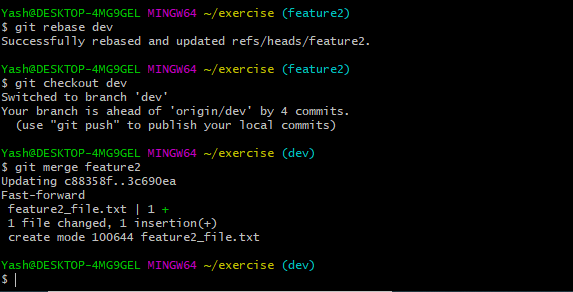 Yash@DESKTOP-4MG9GEL MINGW64 ~/exercise (feature2)
$ git rebase dev
Successfully rebased and updated refs/heads/feature2.
Yash@DESKTOP-4MG9GEL MINGW64 ~/exercise (feature2)
$ git checkout dev
Switched to branch 'dev'
Your branch is ahead of 'origin/dev' by 4 commits.
  (use "git push" to publish your local commits)
Yash@DESKTOP-4MG9GEL MINGW64 ~/exercise (dev)
$ git merge feature2
Updating c88358f..3c690ea
Fast-forward
 feature2_file.txt | 1 +
 1 file changed, 1 insertion(+)
 create mode 100644 feature2_file.txt
Yash@DESKTOP-4MG9GEL MINGW64 ~/exercise (dev)
$